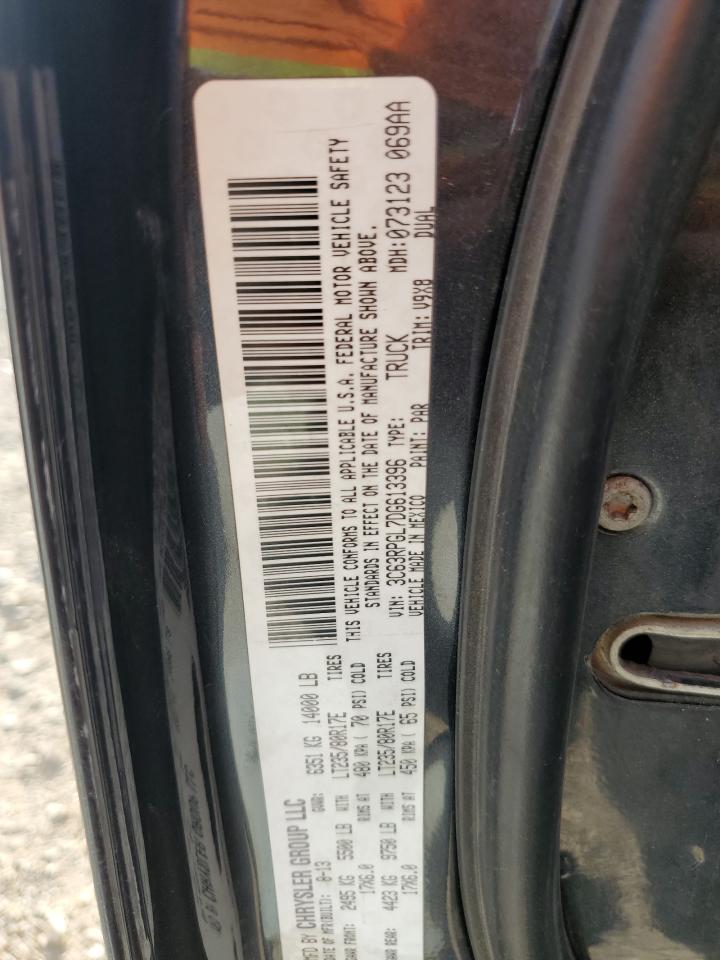 MFD BY CHRYSLER GROUP LLC
DATE OF MFR(BUILT): 8-13 GVWR: 6351 KG 14000 LB
GAWR FRONT: 2495 KG 5500 LB WITH LT235/80R17E TIRES
17X6.0 RIMS AT 480 KPA ( 70 PSI) COLD
GAWR REAR: 4423 KG 9750 LB WITH LT235/80R17E TIRES
17X6.0 RIMS AT 450 KPA ( 65 PSI) COLD
THIS VEHICLE CONFORMS TO ALL APPLICABLE U.S.A. FEDERAL MOTOR VEHICLE SAFETY
STANDARDS IN EFFECT ON THE DATE OF MANUFACTURE SHOWN ABOVE.
VIN: 3C63RPGL7DG613396 TYPE: TRUCK MDH: 073123 069AA
VEHICLE MADE IN MEXICO PAINT: PAR TRIM: V9X8 DUAL